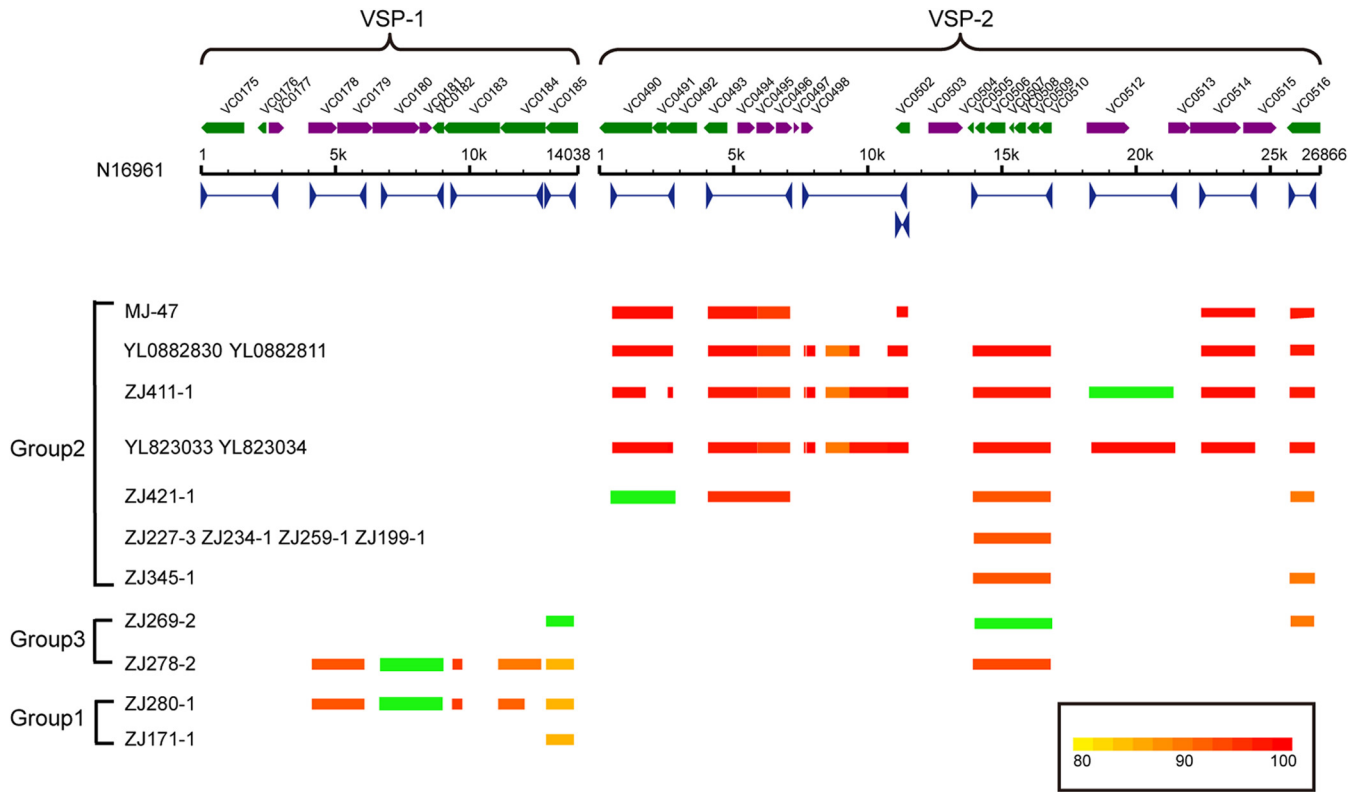 VSP-1 VSP-2
VC0175 VC0176 VC0177 VC0178 VC0179 VC0180 VC0181 VC0182 VC0183 VC0184 VC0185 VC0490 VC0491 VC0492 VC0493 VC0494 VC0495 VC0496 VC0497 VC0498 VC0502 VC0503 VC0504 VC0505 VC0506 VC0507 VC0508 VC0509 VC0510 VC0512 VC0513 VC0514 VC0515 VC0516
N16961 1 5k 10k 14038 1 5k 10k 15k 20k 25k 26866
MJ-47
YL0882830 YL0882811
ZJ411-1
Group2 YL823033 YL823034
ZJ421-1
ZJ227-3 ZJ234-1 ZJ259-1 ZJ199-1
ZJ345-1
ZJ269-2
Group3
ZJ278-2
ZJ280-1
Group1
ZJ171-1
80 90 100